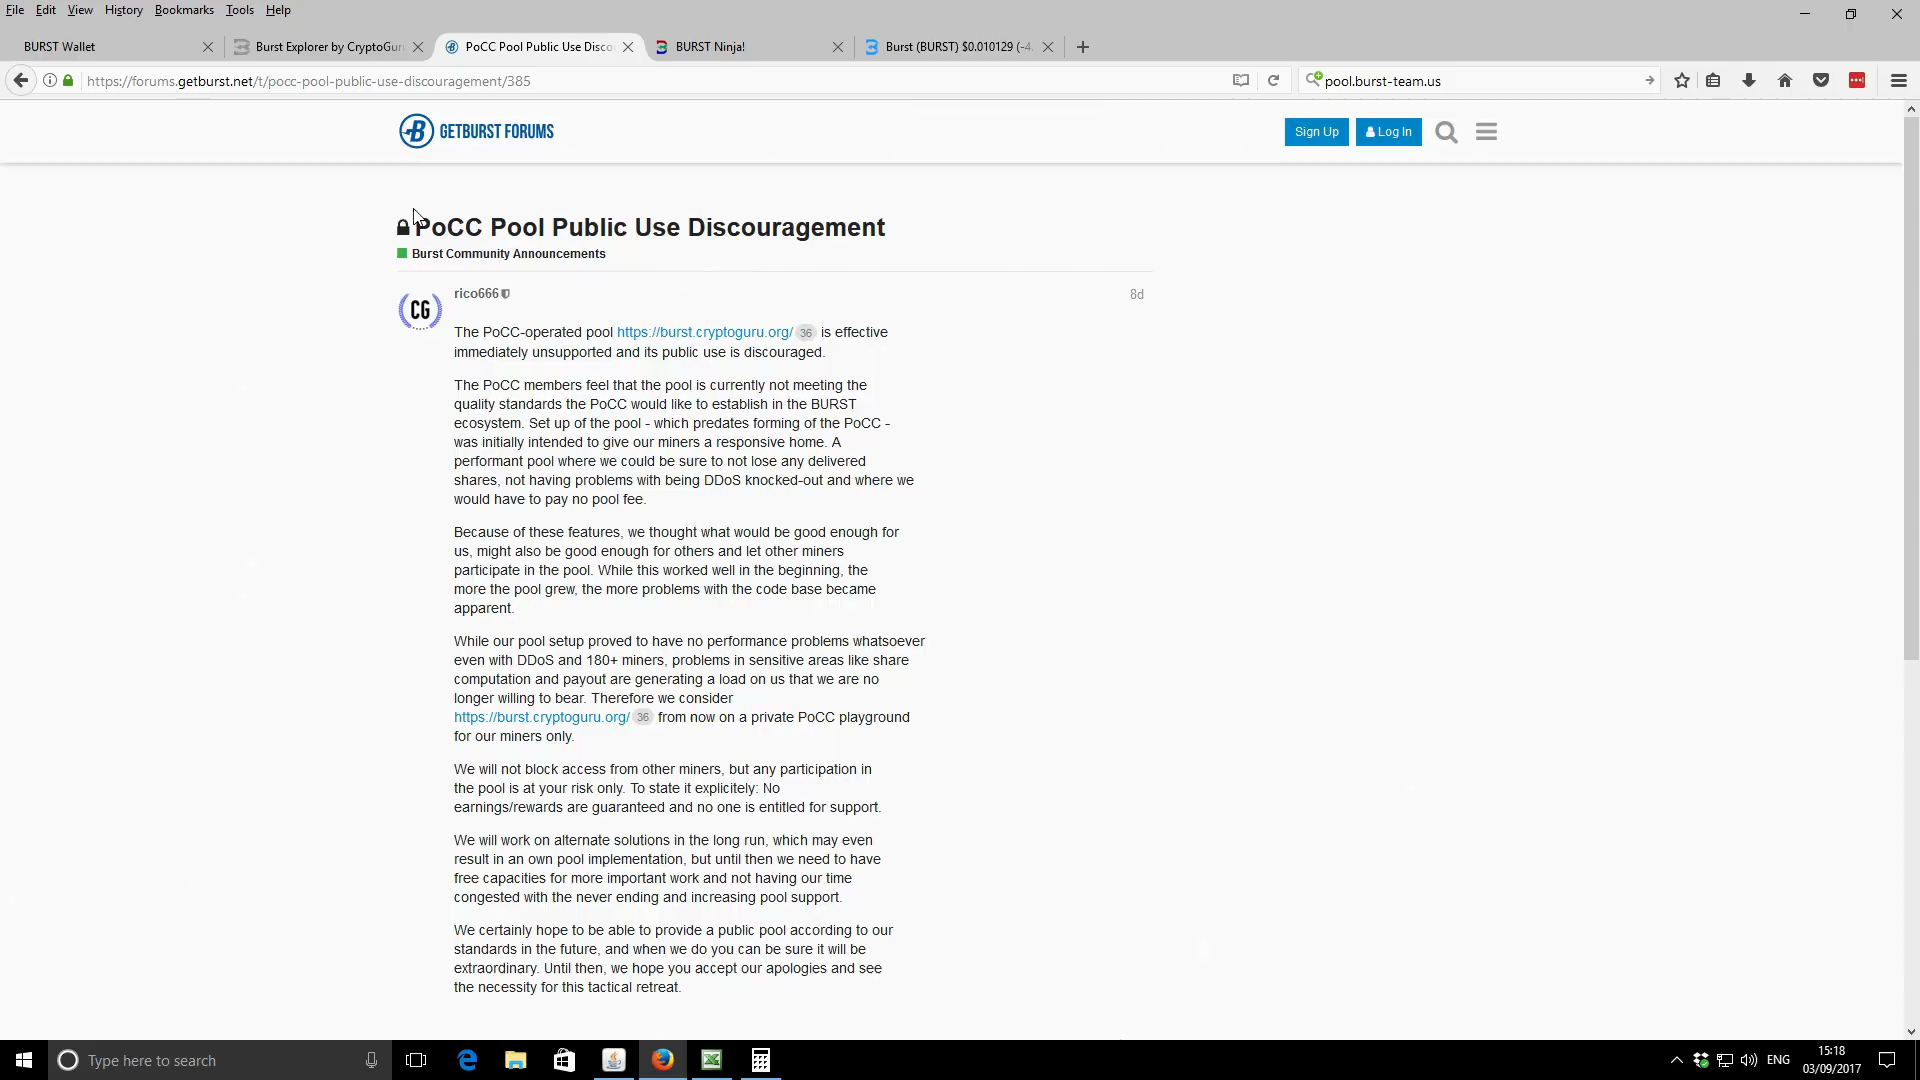 File Edit View History Bookmarks Tools Help
BURST Wallet
Burst Explorer by CryptoGuru
PoCC Pool Public Use Disco
BURST Ninja!
Burst (BURST) $0.010129 (-4.
https://forums.getburst.net/t/pocc-pool-public-use-discouragement/385
pool.burst-team.us
GETBURST FORUMS
Sign Up
Log In
PoCC Pool Public Use Discouragement
Burst Community Announcements
rico666
8d
CG
The PoCC-operated pool https://burst.cryptoguru.org/ 36 is effective
immediately unsupported and its public use is discouraged.
The PoCC members feel that the pool is currently not meeting the
quality standards the PoCC would like to establish in the BURST
ecosystem. Set up of the pool - which predates forming of the PoCC -
was initially intended to give our miners a responsive home. A
performant pool where we could be sure to not lose any delivered
shares, not having problems with being DDoS knocked-out and where we
would have to pay no pool fee.
Because of these features, we thought what would be good enough for
us, might also be good enough for others and let other miners
participate in the pool. While this worked well in the beginning, the
more the pool grew, the more problems with the code base became
apparent.
While our pool setup proved to have no performance problems whatsoever
even with DDoS and 180+ miners, problems in sensitive areas like share
computation and payout are generating a load on us that we are no
longer willing to bear. Therefore we consider
https://burst.cryptoguru.org/ 36 from now on a private PoCC playground
for our miners only.
We will not block access from other miners, but any participation in
the pool is at your risk only. To state it explicitely: No
earnings/rewards are guaranteed and no one is entitled for support.
We will work on alternate solutions in the long run, which may even
result in an own pool implementation, but until then we need to have
free capacities for more important work and not having our time
congested with the never ending and increasing pool support.
We certainly hope to be able to provide a public pool according to our
standards in the future, and when we do you can be sure it will be
extraordinary. Until then, we hope you accept our apologies and see
the necessity for this tactical retreat.
Type here to search
ENG
15:18
03/09/2017